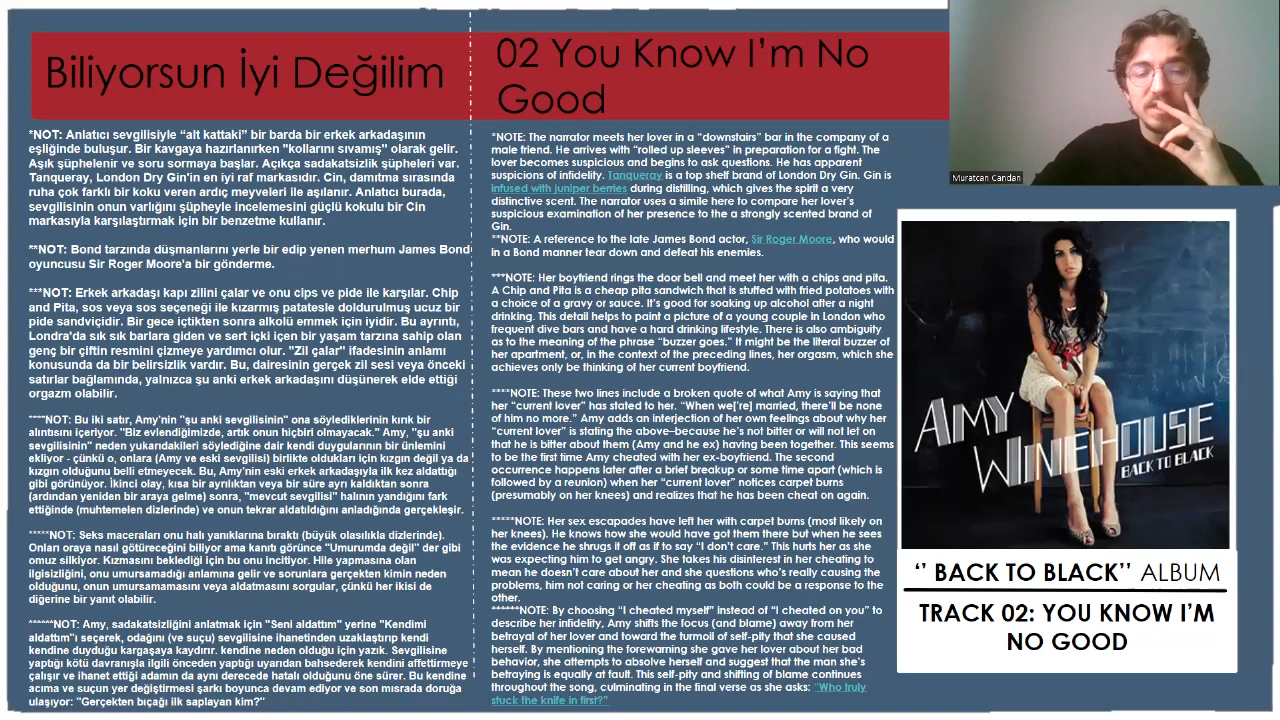 Biliyorsun İyi Değilim
*NOT: Anlatıcı sevgilisiyle “alt kattaki” bir barda bir erkek arkadaşının
eşliğinde buluşur. Bir kavgaya hazırlanırken "kollarını sıvamış" olarak gelir.
Aşık şüphelenir ve soru sormaya başlar. Açıkça sadakatsizlik şüpheleri var.
Tanqueray, London Dry Gin'in en iyi raf markasıdır. Cin, damıtma sırasında
ruha çok farklı bir koku veren ardıç meyveleri ile aşılanır. Anlatıcı burada,
sevgilisinin onun varlığını şüpheyle incelemesini güçlü kokulu bir Cin
markasıyla karşılaştırmak için bir benzetme kullanır.
**NOT: Bond tarzında düşmanlarını yerle bir edip yenen merhum James Bond
oyuncusu Sir Roger Moore'a bir gönderme.
***NOT: Erkek arkadaşı kapı zilini çalar ve onu cips ve pide ile karşılar. Chip
and Pita, sos veya sos seçeneği ile kızarmış patatesle doldurulmuş ucuz bir
pide sandviçidir. Bir gece içtikten sonra alkolü emmek için iyidir. Bu ayrıntı,
Londra'da sık sık barlara giden ve sert içki içen bir yaşam tarzına sahip olan
genç bir çiftin resmini çizmeye yardımcı olur. "Zil çalar" ifadesinin anlamı
konusunda da bir belirsizlik vardır. Bu, dairesinin gerçek zil sesi veya önceki
satırlar bağlamında, yalnızca şu anki erkek arkadaşını düşünerek elde ettiği
orgazm olabilir.
****NOT: Bu iki satır, Amy'nin "şu anki sevgilisinin" ona söylediklerinin kırık bir
alıntısını içeriyor. "Biz evlendiğimizde, artık onun hiçbiri olmayacak." Amy, "şu anki
sevgilisinin" neden yukarıdakileri söylediğine dair kendi duygularının bir ünlemini
ekliyor - çünkü o, onlara (Amy ve eski sevgilisi) birlikte oldukları için kızgın değil ya da
kızgın olduğunu belli etmeyecek. Bu, Amy'nin eski erkek arkadaşıyla ilk kez aldattığı
gibi görünüyor. İkinci olay, kısa bir ayrılıktan veya bir süre ayrı kaldıktan sonra
(ardından yeniden bir araya gelme) sonra, "mevcut sevgilisi" halının yandığını fark
ettiğinde (muhtemelen dizlerinde) ve onun tekrar aldatıldığını anladığında gerçekleşir.
*****NOT: Seks maceraları onu halı yanıklarına bıraktı (büyük olasılıkla dizlerinde).
Onları oraya nasıl götüreceğini biliyor ama kanıtı görünce "Umurumda değil" der gibi
omuz silkiyor. Kızmasını beklediği için bu onu incitiyor. Hile yapmasına olan
ilgisizliğini, onu umursamadığı anlamına gelir ve sorunlara gerçekten kimin neden
olduğunu, onun umursamamasını veya aldatmasını sorgular, çünkü her ikisi de
diğerine bir yanıt olabilir.
******NOT: Amy, sadakatsizliğini anlatmak için "Seni aldattım" yerine "Kendimi
aldattım"ı seçerek, odağını (ve suçu) sevgilisine ihanetinden uzaklaştırıp kendi
kendine duyduğu kargaşaya kaydırır. kendine neden olduğu için yazık. Sevgilisine
yaptığı kötü davranışla ilgili önceden yaptığı uyarıdan bahsederek kendini affettirmeye
çalışır ve ihanet ettiği adamın da aynı derecede hatalı olduğunu öne sürer. Bu kendine
acıma ve suçun yer değiştirmesi şarkı boyunca devam ediyor ve son mısrada doruğa
ulaşıyor: "Gerçekten bıçağı ilk saplayan kim?"
02 You Know I’m No
Good
*NOTE: The narrator meets her lover in a “downstairs” bar in the company of a
male friend. He arrives with “rolled up sleeves” in preparation for a fight. The
lover becomes suspicious and begins to ask questions. He has apparent
suspicions of infidelity. Tanqueray is a top shelf brand of London Dry Gin. Gin is
infused with juniper berries during distilling, which gives the spirit a very
distinctive scent. The narrator uses a simile here to compare her lover’s
suspicious examination of her presence to the a strongly scented brand of
Gin.
**NOTE: A reference to the late James Bond actor, Sir Roger Moore, who would
in a Bond manner tear down and defeat his enemies.
***NOTE: Her boyfriend rings the door bell and meet her with a chips and pita.
A Chip and Pita is a cheap pita sandwich that is stuffed with fried potatoes with
a choice of a gravy or sauce. It’s good for soaking up alcohol after a night
drinking. This detail helps to paint a picture of a young couple in London who
frequent dive bars and have a hard drinking lifestyle. There is also ambiguity
as to the meaning of the phrase “buzzer goes.” It might be the literal buzzer of
her apartment, or, in the context of the preceding lines, her orgasm, which she
achieves only be thinking of her current boyfriend.
****NOTE: These two lines include a broken quote of what Amy is saying that
her “current lover” has stated to her. “When we[’re] married, there’ll be none
of him no more.” Amy adds an interjection of her own feelings about why her
“current lover” is stating the above—because he’s not bitter or will not let on
that he is bitter about them (Amy and he ex) having been together. This seems
to be the first time Amy cheated with her ex-boyfriend. The second
occurrence happens later after a brief breakup or some time apart (which is
followed by a reunion) when her “current lover” notices carpet burns
(presumably on her knees) and realizes that he has been cheat on again.
*****NOTE: Her sex escapades have left her with carpet burns (most likely on
her knees). He knows how she would have got them there but when he sees
the evidence he shrugs it off as if to say “I don’t care.” This hurts her as she
was expecting him to get angry. She takes his disinterest in her cheating to
mean he doesn’t care about her and she questions who’s really causing the
problems, him not caring or her cheating as both could be a response to the
other.
******NOTE: By choosing “I cheated myself” instead of “I cheated on you” to
describe her infidelity, Amy shifts the focus (and blame) away from her
betrayal of her lover and toward the turmoil of self-pity that she caused
herself. By mentioning the forewarning she gave her lover about her bad
behavior, she attempts to absolve herself and suggest that the man she’s
betraying is equally at fault. This self-pity and shifting of blame continues
throughout the song, culminating in the final verse as she asks: “Who truly
stuck the knife in first?”
Muratcan Candan
AMY
WINEHOUSE
BACK TO BLACK
‘’ BACK TO BLACK’’ ALBUM
TRACK 02: YOU KNOW I’M
NO GOOD